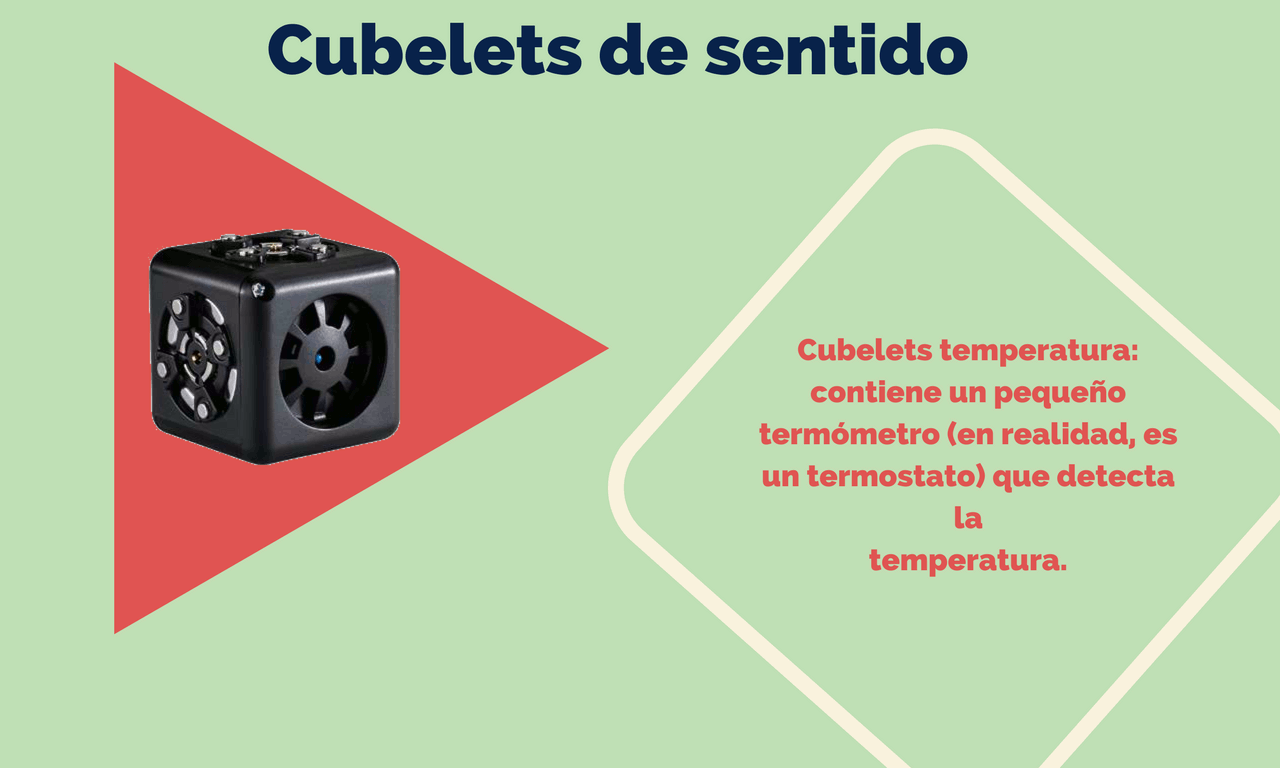 Cubelets de sentido
Cubelets temperatura:
contiene un pequeño
termómetro (en realidad, es
un termostato) que detecta
la
temperatura.